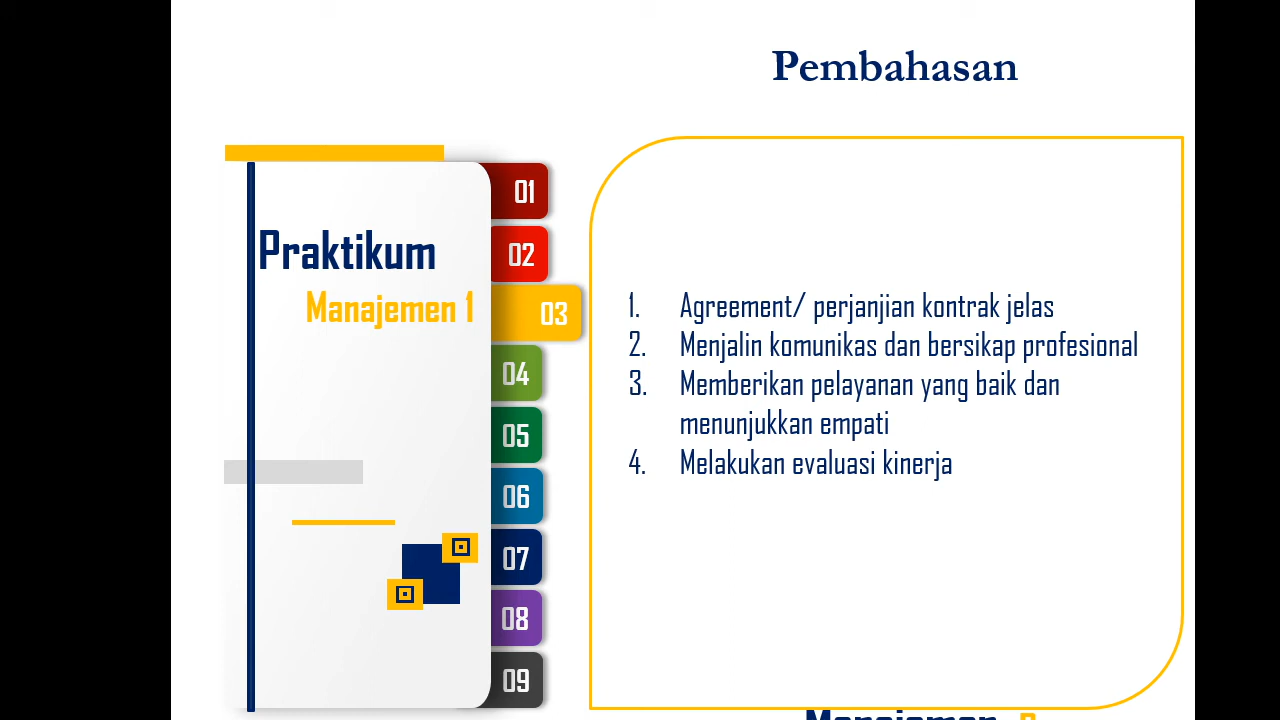 Pembahasan
Praktikum
Manajemen 1
01
02
03
04
05
06
07
08
09
1. Agreement/ perjanjian kontrak jelas
2. Menjalin komunikas dan bersikap profesional
3. Memberikan pelayanan yang baik dan
menunjukkan empati
4. Melakukan evaluasi kinerja
Manajemen